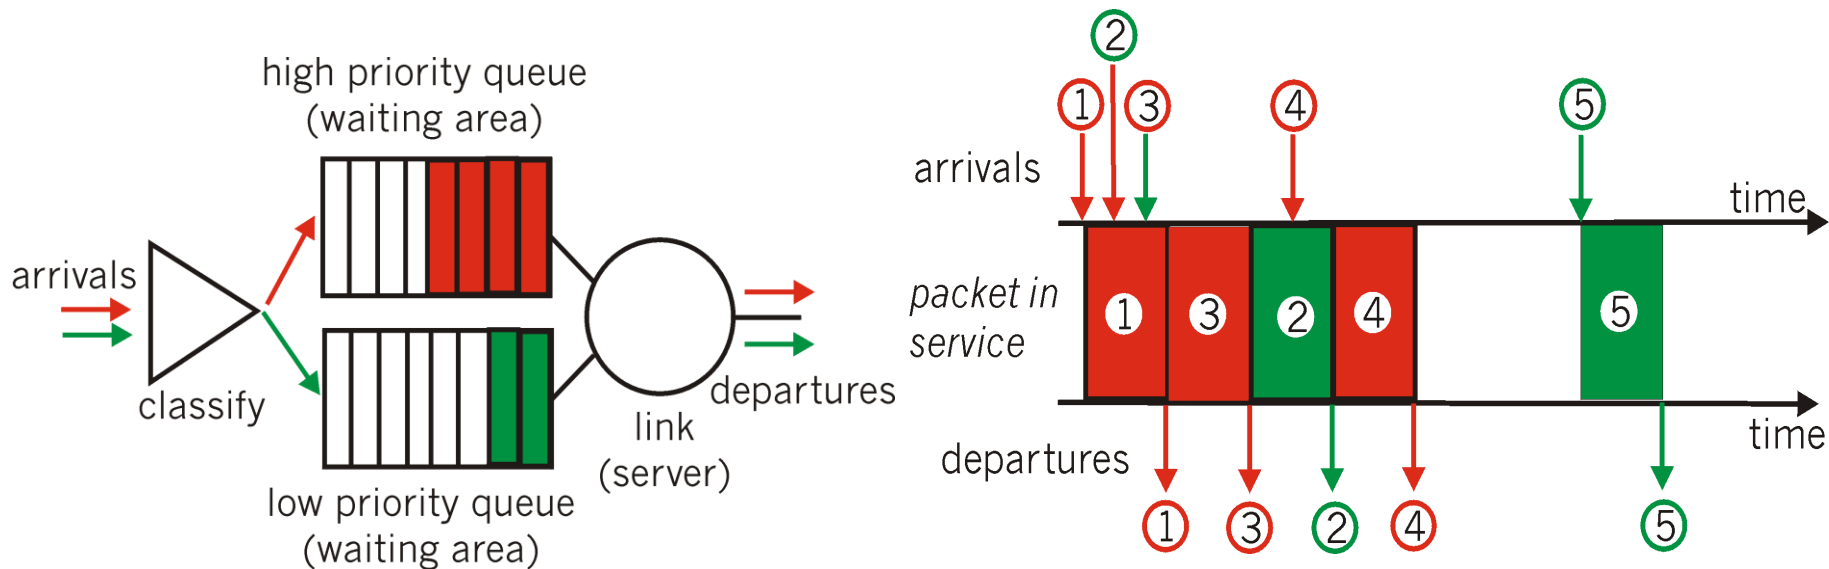 high priority queue
(waiting area)
arrivals
classify
low priority queue
(waiting area)
link
(server)
departures
2
1
3
4
5
arrivals
time
packet in
service
1
3
2
4
5
time
departures
1
3
2
4
5